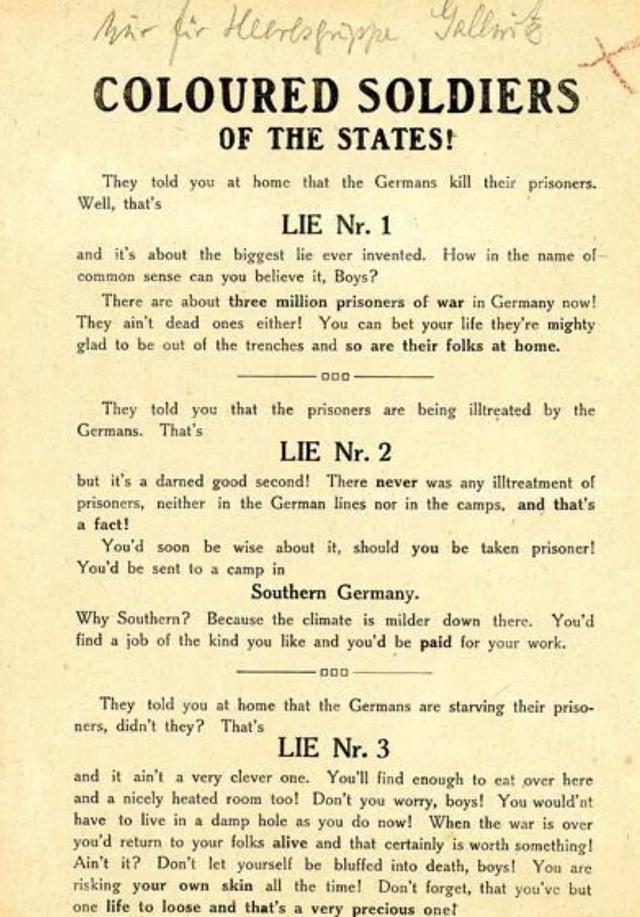 Nur für Heeresgruppe Gallwitz
COLOURED SOLDIERS
OF THE STATES!
They told you at home that the Germans kill their prisoners.
Well, that's
LIE Nr. 1
and it's about the biggest lie ever invented. How in the name of
common sense can you believe it, Boys?
There are about three million prisoners of war in Germany now!
They ain't dead ones either! You can bet your life they're mighty
glad to be out of the trenches and so are their folks at home.
They told you that the prisoners are being illtreated by the
Germans. That's
LIE Nr. 2
but it's a darned good second! There never was any illtreatment of
prisoners, neither in the German lines nor in the camps, and that's
a fact!
You'd soon be wise about it, should you be taken prisoner!
You'd be sent to a camp in
Southern Germany.
Why Southern? Because the climate is milder down there. You'd
find a job of the kind you like and you'd be paid for your work.
They told you at home that the Germans are starving their priso-
ners, didn't they? That's
LIE Nr. 3
and it ain't a very clever one. You'll find enough to eat over here
and a nicely heated room too! Don't you worry, boys! You would'nt
have to live in a damp hole as you do now! When the war is over
you'd return to your folks alive and that certainly is worth something!
Ain't it? Don't let yourself be bluffed into death, boys! You are
risking your own skin all the time! Don't forget, that you've but
one life to loose and that's a very precious one!